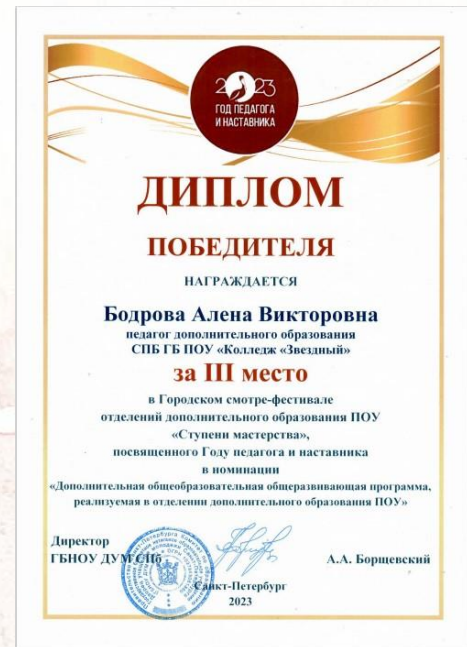 2023
ГОД ПЕДАГОГА
И НАСТАВНИКА
ДИПЛОМ
ПОБЕДИТЕЛЯ
НАГРАЖДАЕТСЯ
Бодрова Алена Викторовна
педагог дополнительного образования
СПБ ГБ ПОУ «Колледж «Звездный»
за III место
в Городском смотре-фестивале
отделений дополнительного образования ПОУ
«Ступени мастерства»,
посвященного Году педагога и наставника
в номинации
«Дополнительная общеобразовательная общеразвивающая программа,
реализуемая в отделении дополнительного образования ПОУ»
Директор
ГБНОУ ДУМ СПб А.А. Борщевский
Санкт-Петербург
2023